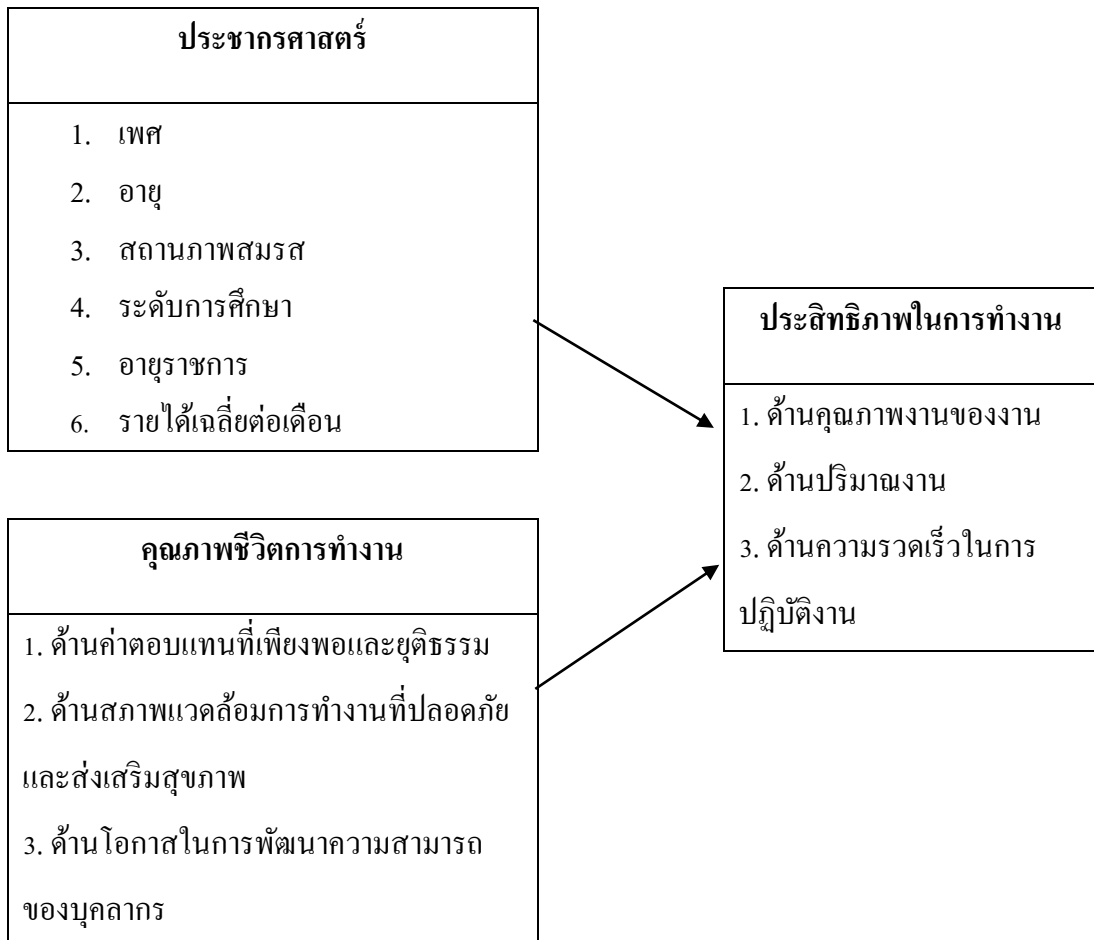 ประชากรศาสตร์
1. เพศ
2. อายุ
3. สถานภาพสมรส
4. ระดับการศึกษา
5. อายุราชการ
6. รายได้เฉลี่ยต่อเดือน
คุณภาพชีวิตการทำงาน
1. ด้านค่าตอบแทนที่เพียงพอและยุติธรรม
2. ด้านสภาพแวดล้อมการทำงานที่ปลอดภัย
และส่งเสริมสุขภาพ
3. ด้านโอกาสในการพัฒนาความสามารถ
ของบุคลากร
ประสิทธิภาพในการทำงาน
1. ด้านคุณภาพงานของงาน
2. ด้านปริมาณงาน
3. ด้านความรวดเร็วในการ
ปฏิบัติงาน